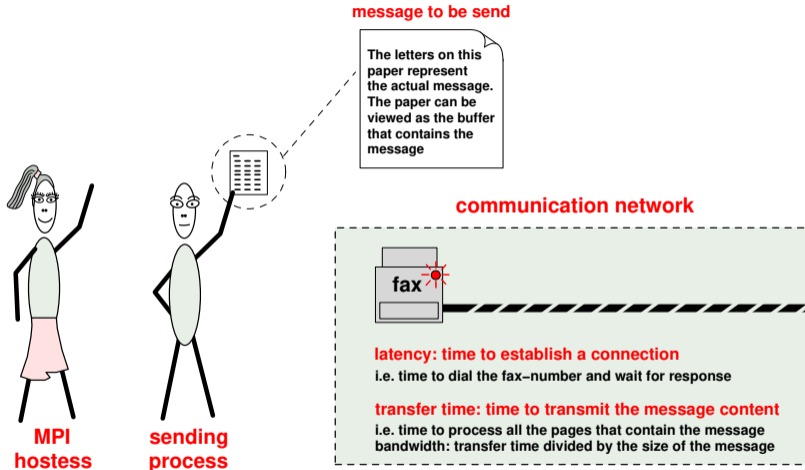 message to be send
The letters on this
paper represent
the actual message.
The paper can be
viewed as the buffer
that contains the
message
communication network
fax
latency: time to establish a connection
i.e. time to dial the fax−number and wait for response
transfer time: time to transmit the message content
i.e. time to process all the pages that contain the message
bandwidth: transfer time divided by the size of the message
MPI
hostess
sending
process